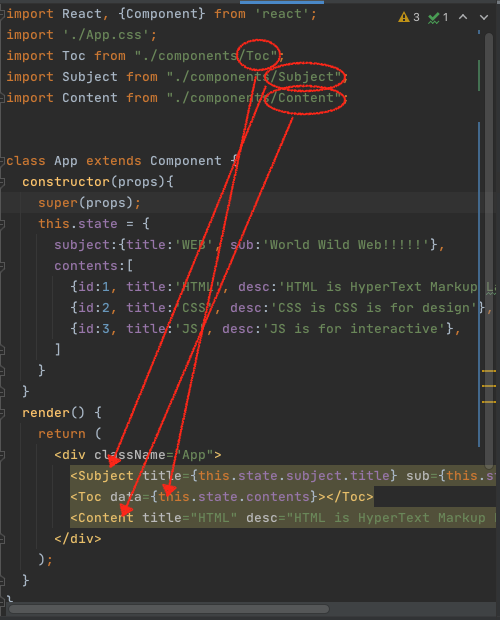 import React, {Component} from 'react';
3 1
import './App.css';
import Toc from "./components/Toc";
import Subject from "./components/Subject";
import Content from "./components/Content";
class App extends Component {
constructor(props){
super(props);
this.state = {
subject:{title:'WEB', sub:'World Wild Web!!!!!'},
contents:[
{id:1, title:'HTML', desc:'HTML is HyperText Markup La
{id:2, title:'CSS', desc:'CSS is CSS is for design'},
{id:3, title:'JS', desc:'JS is for interactive'},
]
}
}
render() {
return (
<div className="App">
<Subject title={this.state.subject.title} sub={this.st
<Toc data={this.state.contents}></Toc>
<Content title="HTML" desc="HTML is HyperText Markup
</div>
);
}
}